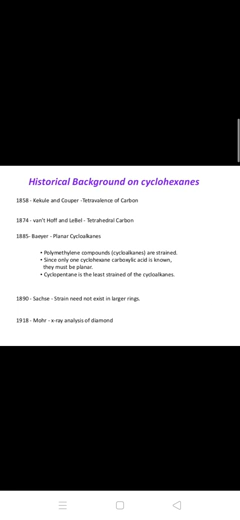 Historical Background on cyclohexanes
1858 - Kekule and Couper -Tetravalence of Carbon
1874 - van't Hoff and LeBel - Tetrahedral Carbon
1885- Baeyer - Planar Cycloalkanes
• Polymethylene compounds (cycloalkanes) are strained.
• Since only one cyclohexane carboxylic acid is known,
they must be planar.
• Cyclopentane is the least strained of the cycloalkanes.
1890 - Sachse - Strain need not exist in larger rings.
1918 - Mohr - x-ray analysis of diamond